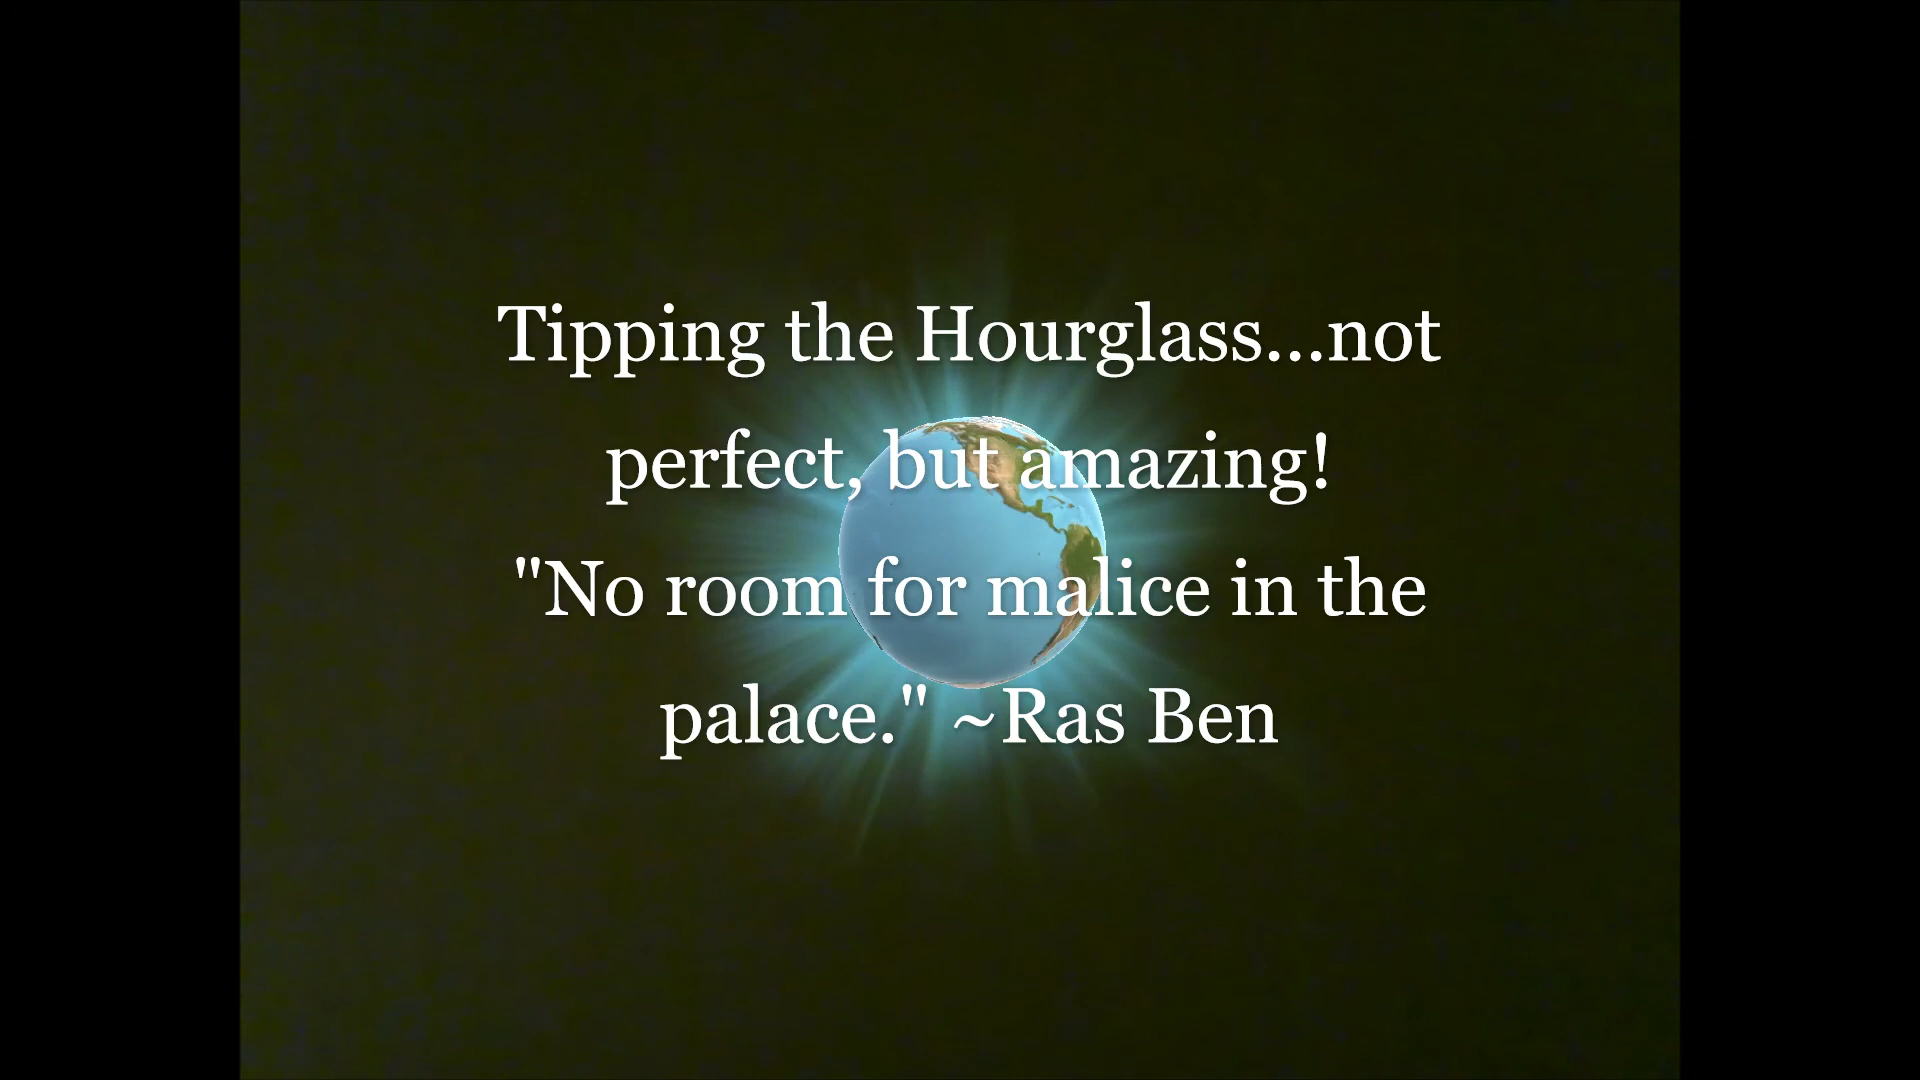 Tipping the Hourglass...not
perfect, but amazing!
"No room for malice in the
palace." ~Ras Ben